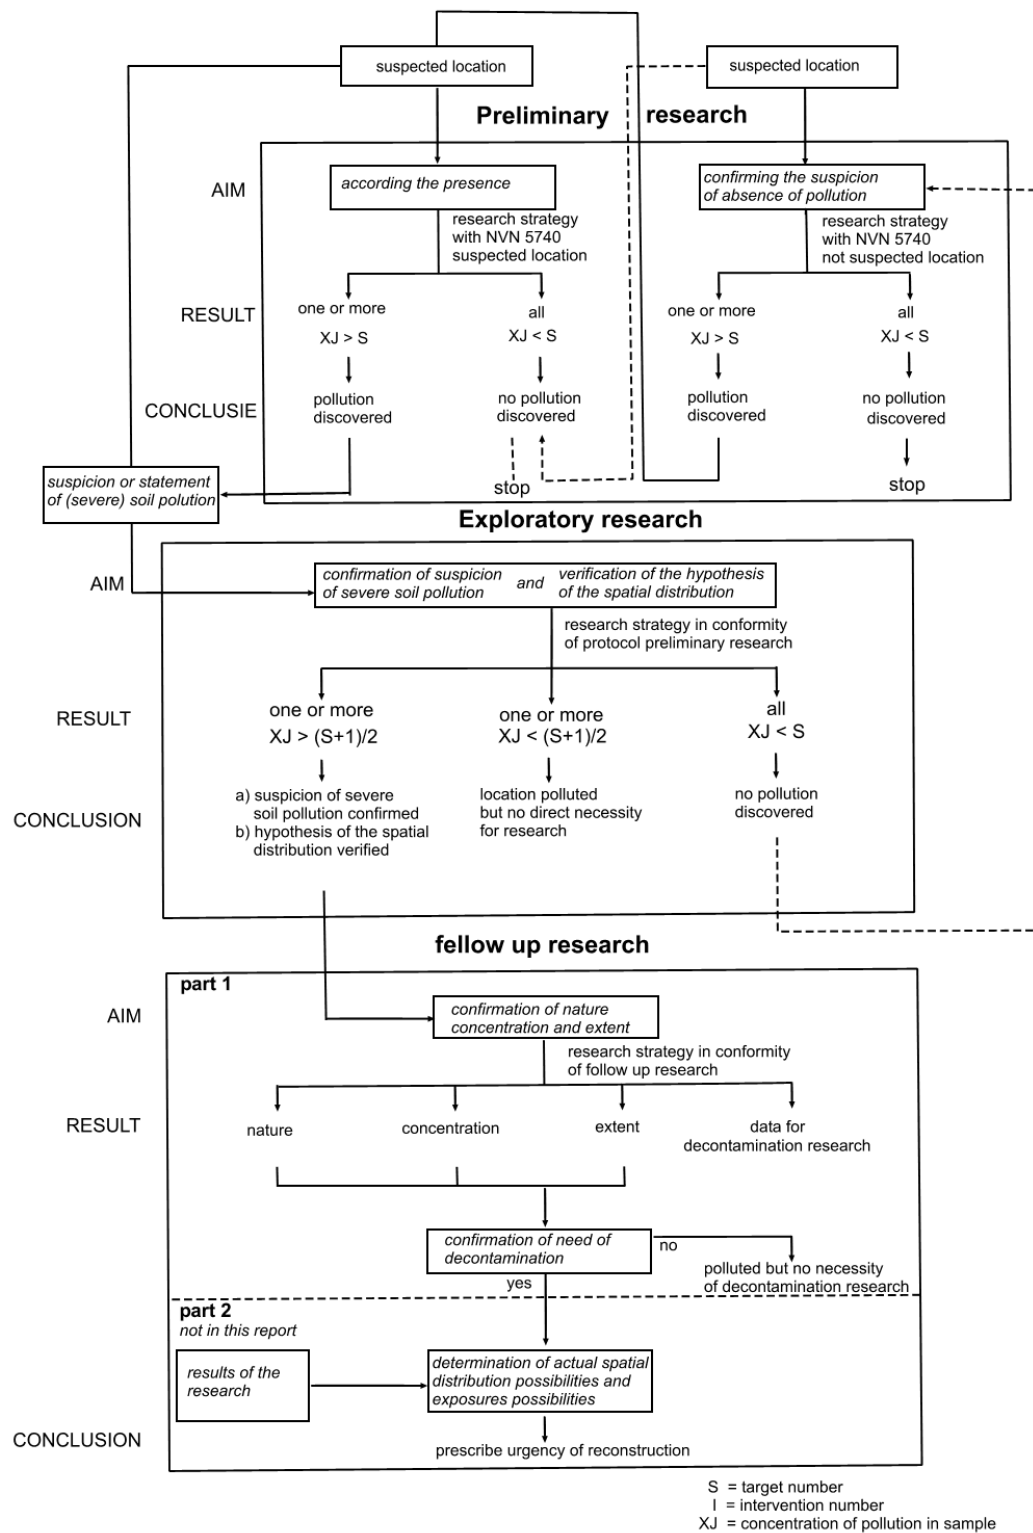 suspected location
suspected location
Preliminary research
AIM
according the presence
confirming the suspicion
of absence of pollution
research strategy
with NVN 5740
suspected location
research strategy
with NVN 5740
not suspected location
RESULT
one or more
XJ > S
all
XJ < S
one or more
XJ > S
all
XJ < S
CONCLUSIE
pollution
discovered
no pollution
discovered
pollution
discovered
no pollution
discovered
stop
stop
suspicion or statement
of (severe) soil polution
Exploratory research
AIM
confirmation of suspicion
of severe soil pollution
and
verification of the hypothesis
of the spatial distribution
research strategy in conformity
of protocol preliminary research
RESULT
one or more
XJ > (S+1)/2
one or more
XJ < (S+1)/2
all
XJ < S
CONCLUSION
a) suspicion of severe
soil pollution confirmed
b) hypothesis of the spatial
distribution verified
location polluted
but no direct necessity
for research
no pollution
discovered
fellow up research
part 1
AIM
confirmation of nature
concentration and extent
research strategy in conformity
of follow up research
RESULT
nature
concentration
extent
data for
decontamination research
confirmation of need of
decontamination
no
yes
polluted but no necessity
of decontamination research
part 2
not in this report
results of the
research
determination of actual spatial
distribution possibilities and
exposures possibilities
CONCLUSION
prescribe urgency of reconstruction
S = target number
I = intervention number
XJ = concentration of pollution in sample